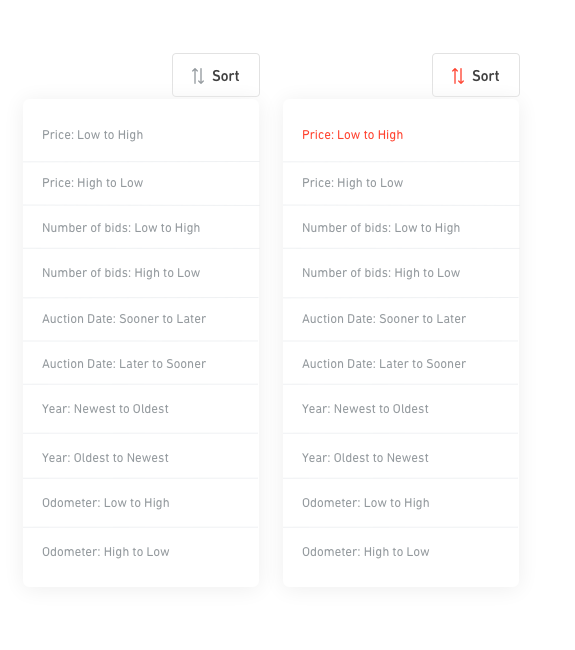 Sort
Price: Low to High
Price: High to Low
Number of bids: Low to High
Number of bids: High to Low
Auction Date: Sooner to Later
Auction Date: Later to Sooner
Year: Newest to Oldest
Year: Oldest to Newest
Odometer: Low to High
Odometer: High to Low
Sort
Price: Low to High
Price: High to Low
Number of bids: Low to High
Number of bids: High to Low
Auction Date: Sooner to Later
Auction Date: Later to Sooner
Year: Newest to Oldest
Year: Oldest to Newest
Odometer: Low to High
Odometer: High to Low